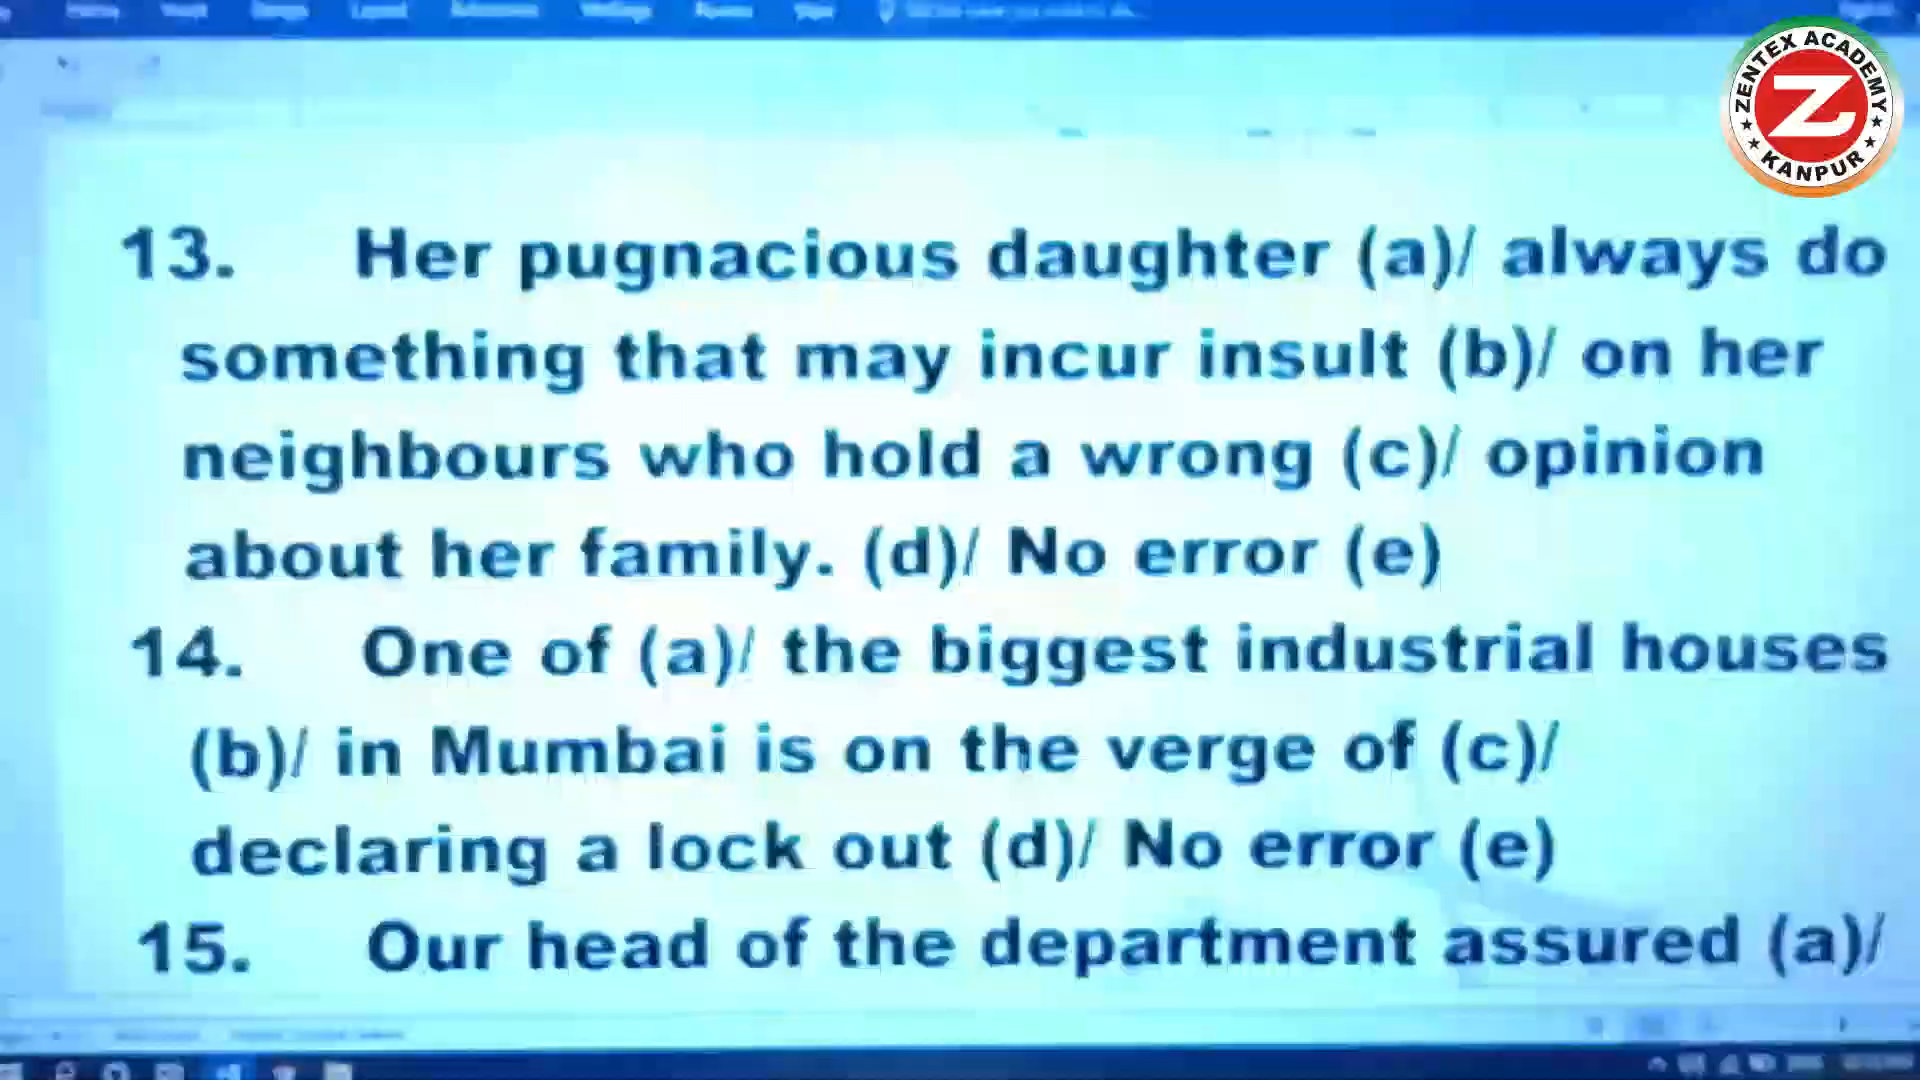 ZENTEX ACADEMY
Z
KANPUR
13. Her pugnacious daughter (a)/ always do
something that may incur insult (b)/ on her
neighbours who hold a wrong (c)/ opinion
about her family. (d)/ No error (e)
14. One of (a)/ the biggest industrial houses
(b)/ in Mumbai is on the verge of (c)/
declaring a lock out (d)/ No error (e)
15. Our head of the department assured (a)/